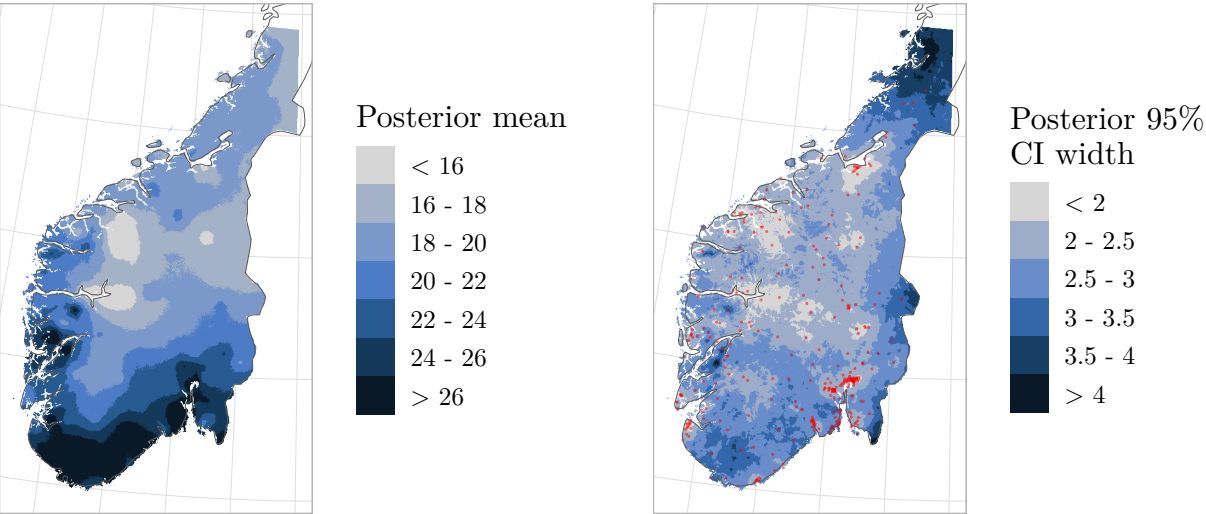 Posterior mean
< 16
16 - 18
18 - 20
20 - 22
22 - 24
24 - 26
> 26
Posterior 95%
CI width
< 2
2 - 2.5
2.5 - 3
3 - 3.5
3.5 - 4
> 4